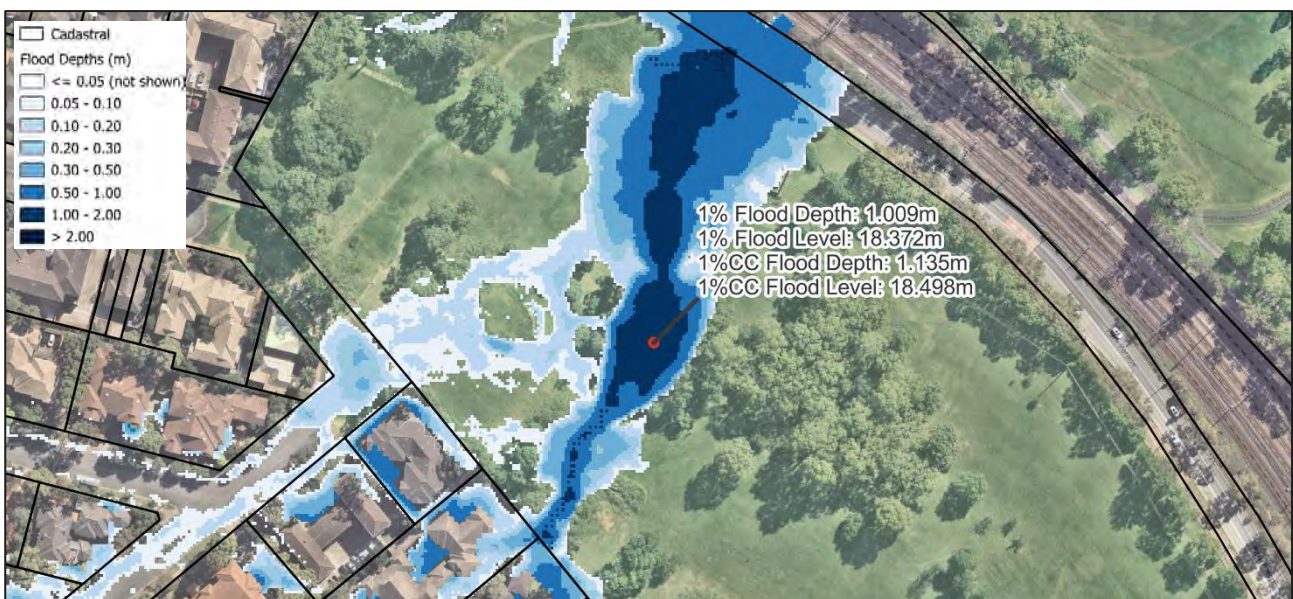 Cadastral
Flood Depths (m)
<= 0.05 (not shown)
0.05 - 0.10
0.10 - 0.20
0.20 - 0.30
0.30 - 0.50
0.50 - 1.00
1.00 - 2.00
> 2.00
1% Flood Depth: 1.009m
1% Flood Level: 18.372m
1%CC Flood Depth: 1.135m
1%CC Flood Level: 18.498m